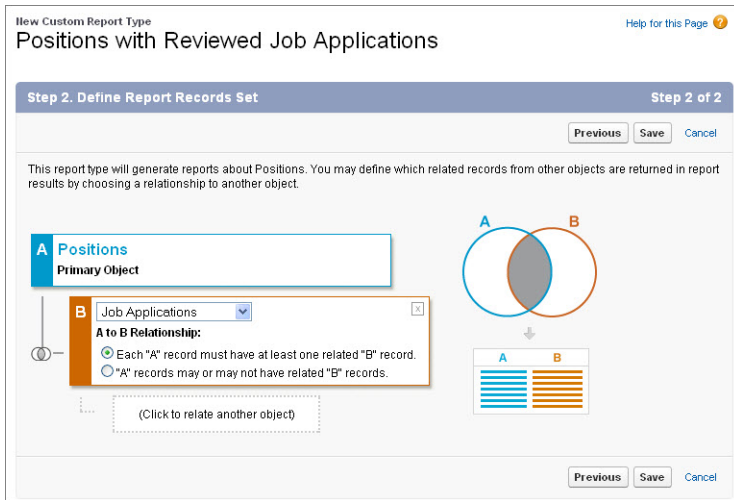 New Custom Report Type
Help for this Page ?
Positions with Reviewed Job Applications
Step 2. Define Report Records Set
Step 2 of 2
Previous Save Cancel
This report type will generate reports about Positions. You may define which related records from other objects are returned in report
results by choosing a relationship to another object.
A Positions
Primary Object
B Job Applications x
A to B Relationship:
Each "A" record must have at least one related "B" record.
"A" records may or may not have related "B" records.
(Click to relate another object)
A B
A B
Previous Save Cancel